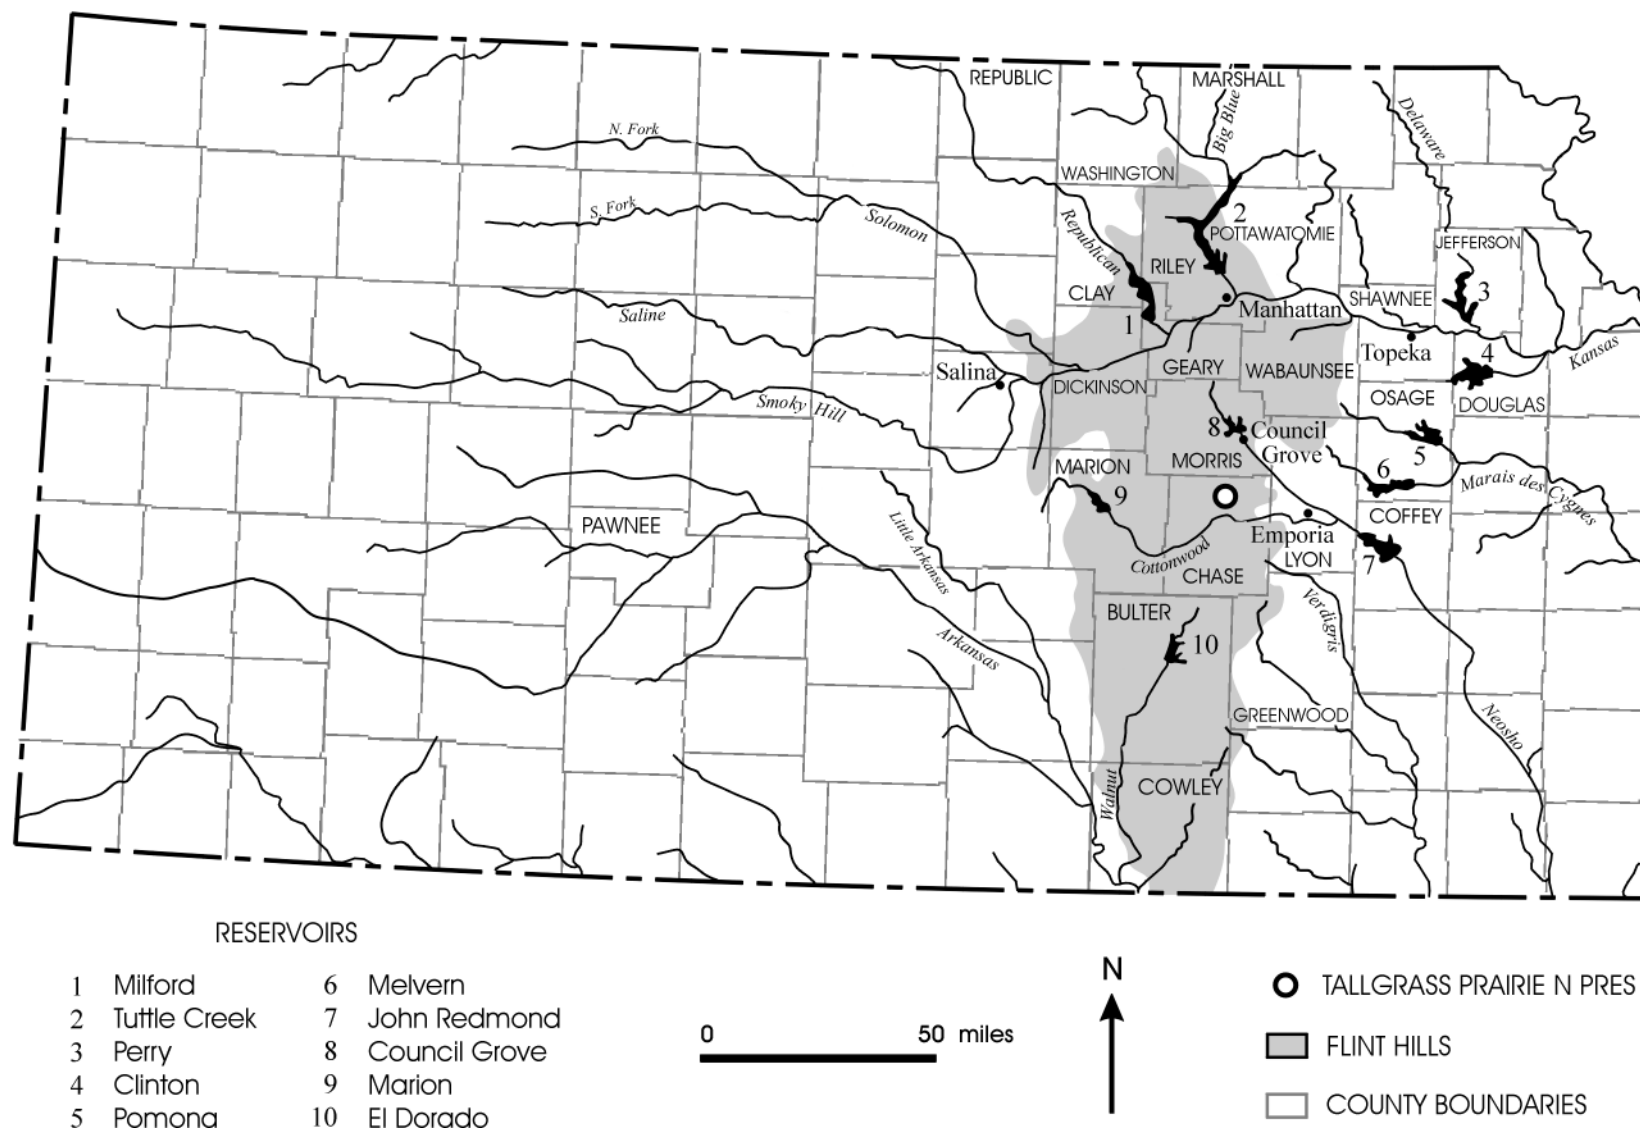 REPUBLIC
MARSHALL
Big Blue
Delaware
N. Fork
WASHINGTON
S. Fork
Solomon
Republican
2
POTTAWATOMIE
JEFFERSON
RILEY
CLAY
SHAWNEE
3
Saline
1
Manhattan
Topeka
4
Kansas
Salina
GEARY
WABAUNSEE
DICKINSON
OSAGE
DOUGLAS
Smoky Hill
8
Council
Grove
5
MARION
MORRIS
6
Marais des Cygnes
9
COFFEY
PAWNEE
Little Arkansas
Emporia
Cottonwood
LYON
7
CHASE
BULTER
Verdigris
10
Arkansas
GREENWOOD
Neosho
COWLEY
Walnut
RESERVOIRS
1 Milford
2 Tuttle Creek
3 Perry
4 Clinton
5 Pomona
6 Melvern
7 John Redmond
8 Council Grove
9 Marion
10 El Dorado
0 50 miles
N
TALLGRASS PRAIRIE N PRES
FLINT HILLS
COUNTY BOUNDARIES